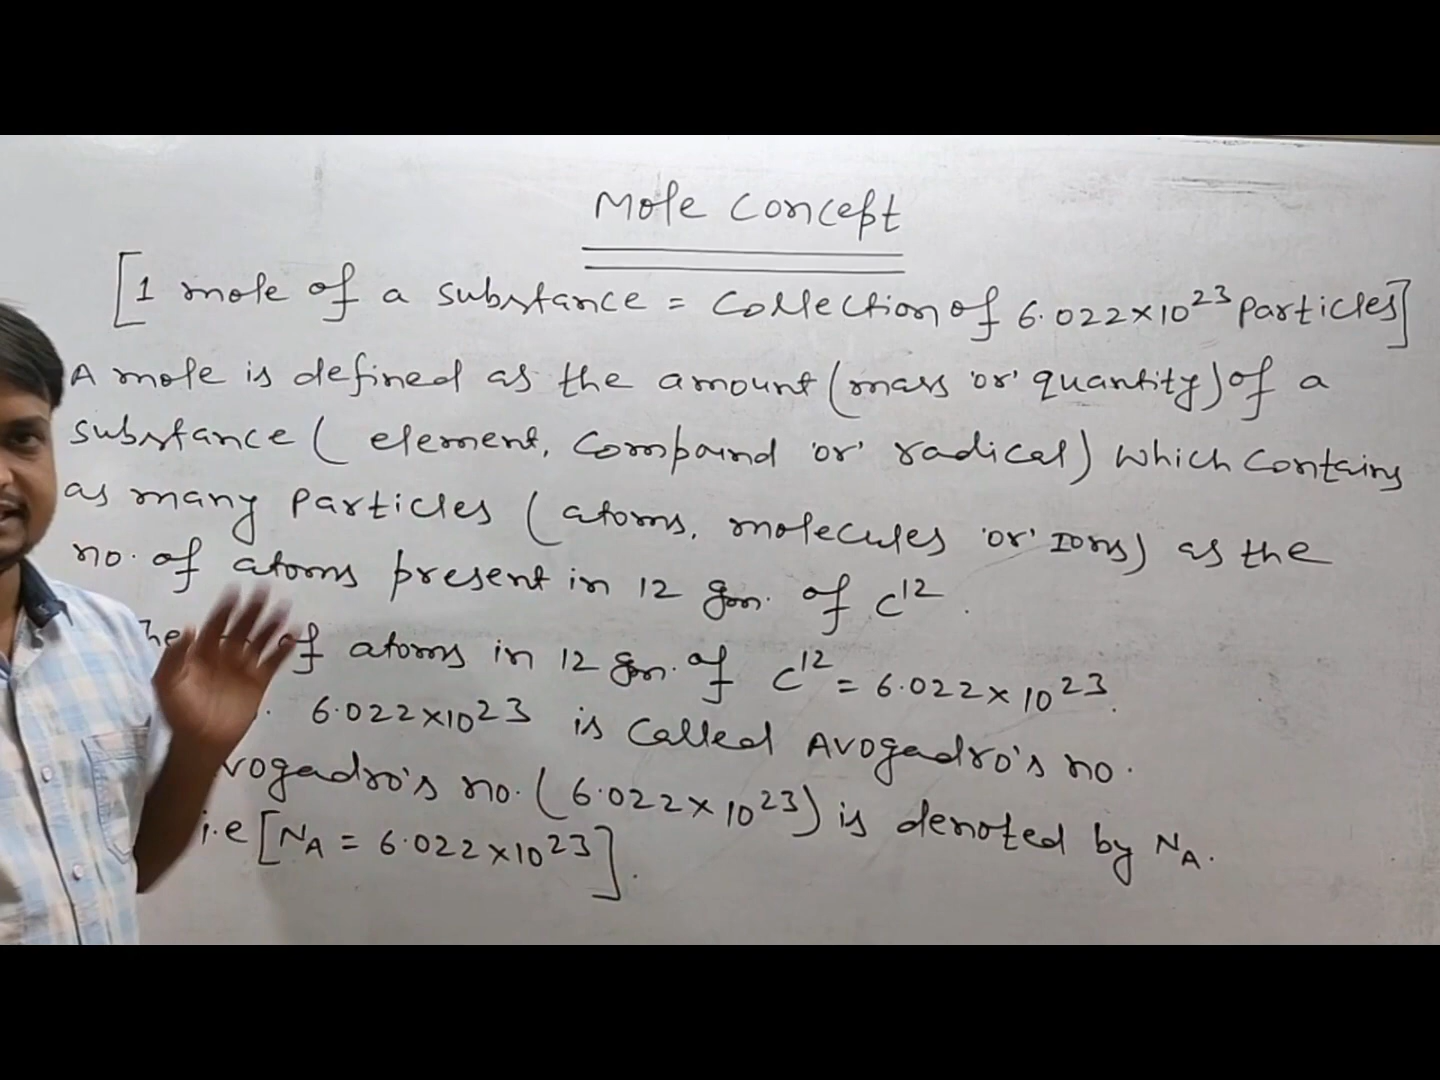 Mole Concept
[1 mole of a substance = Collection of 6.022×10²³ Particles]
A mole is defined as the amount (mass 'or' quantity) of a
substance ( element, Compound 'or' radical) which Contains
as many Particles ( atoms, molecules 'or' Ions) as the
no. of atoms present in 12 gm. of C¹².
of atoms in 12 gm. of C¹² = 6.022×10²³.
6.022×10²³ is Called Avogadro's no.
vogadro's no. (6.022×10²³) is denoted by Nᴀ.
i.e [Nᴀ = 6.022×10²³].